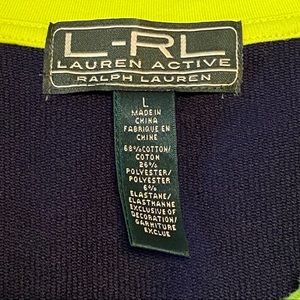 L-RL
LAUREN ACTIVE
RALPH LAUREN
L
MADE IN
CHINA
FABRIQUE EN
CHINE
68% COTTON/
COTON
26%
POLYESTER/
POLYESTER
6%
ELASTANE/
ELASTHANNE
EXCLUSIVE OF
DECORATION/
GARNITURE
EXCLUE